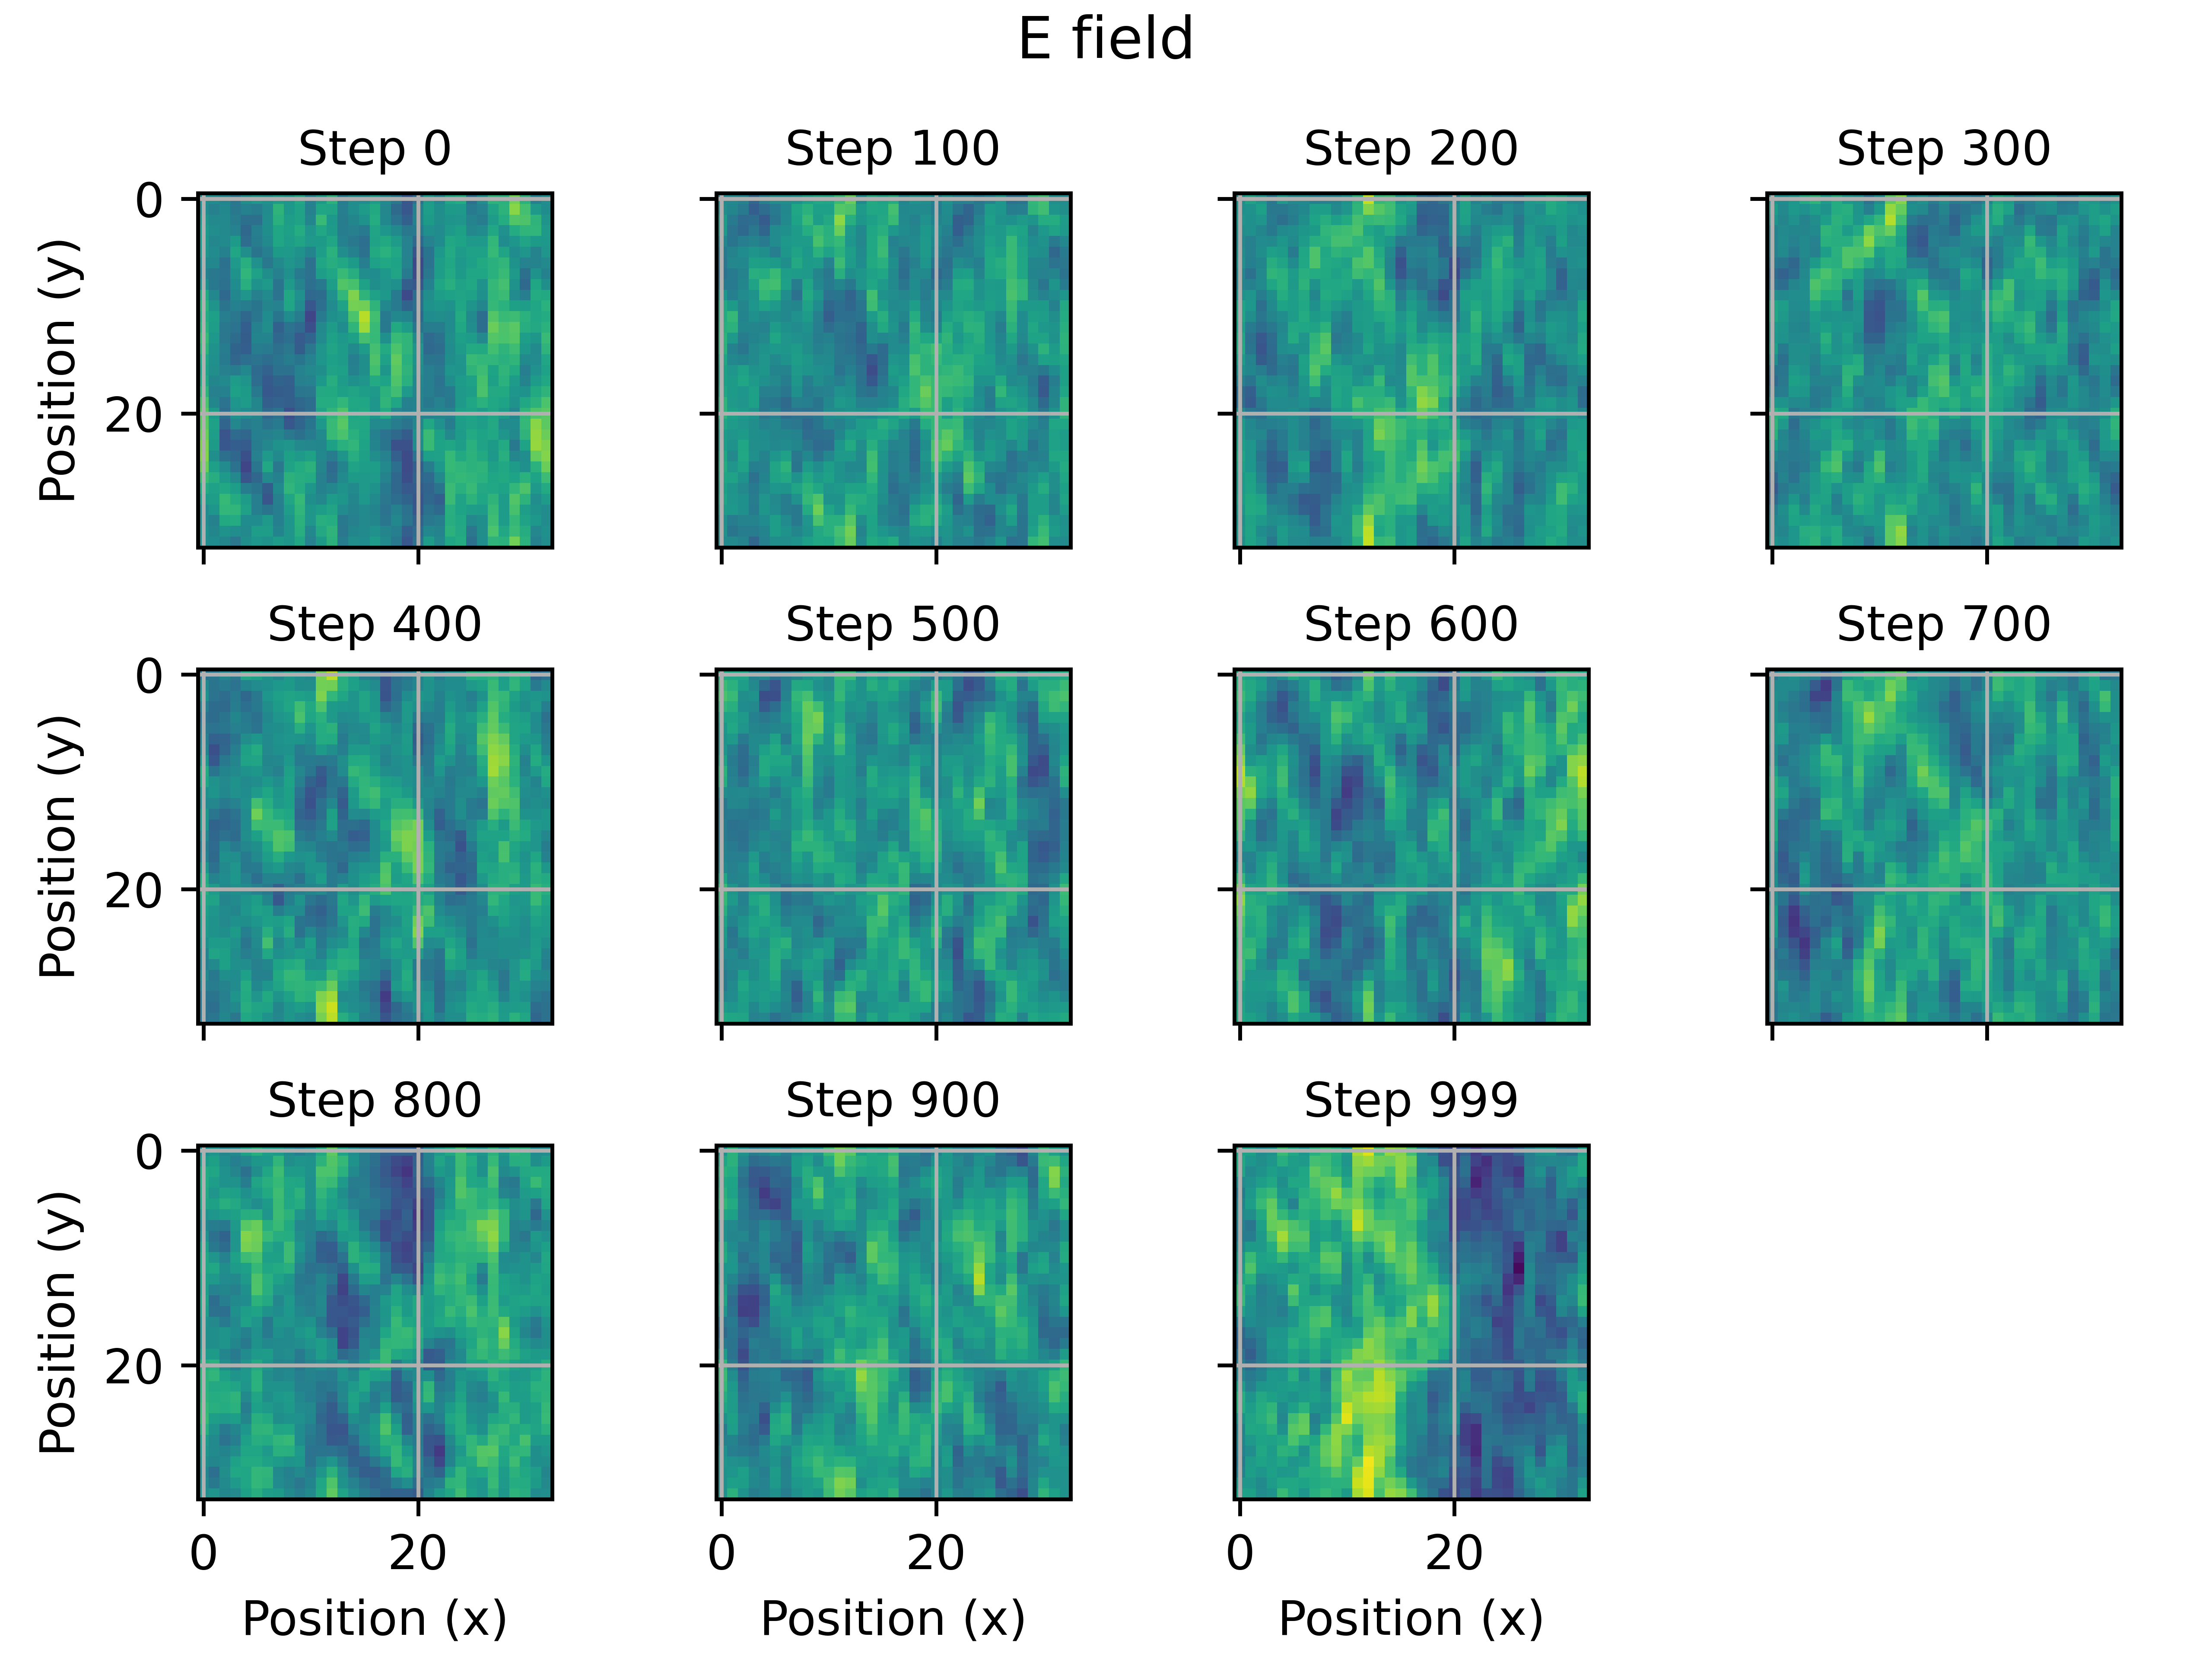 E field
Step 0 Step 100 Step 200 Step 300
0
20
Position (y)
Step 400 Step 500 Step 600 Step 700
0
20
Position (y)
Step 800 Step 900 Step 999
0
20
Position (y)
0 20 0 20 0 20
Position (x) Position (x) Position (x)